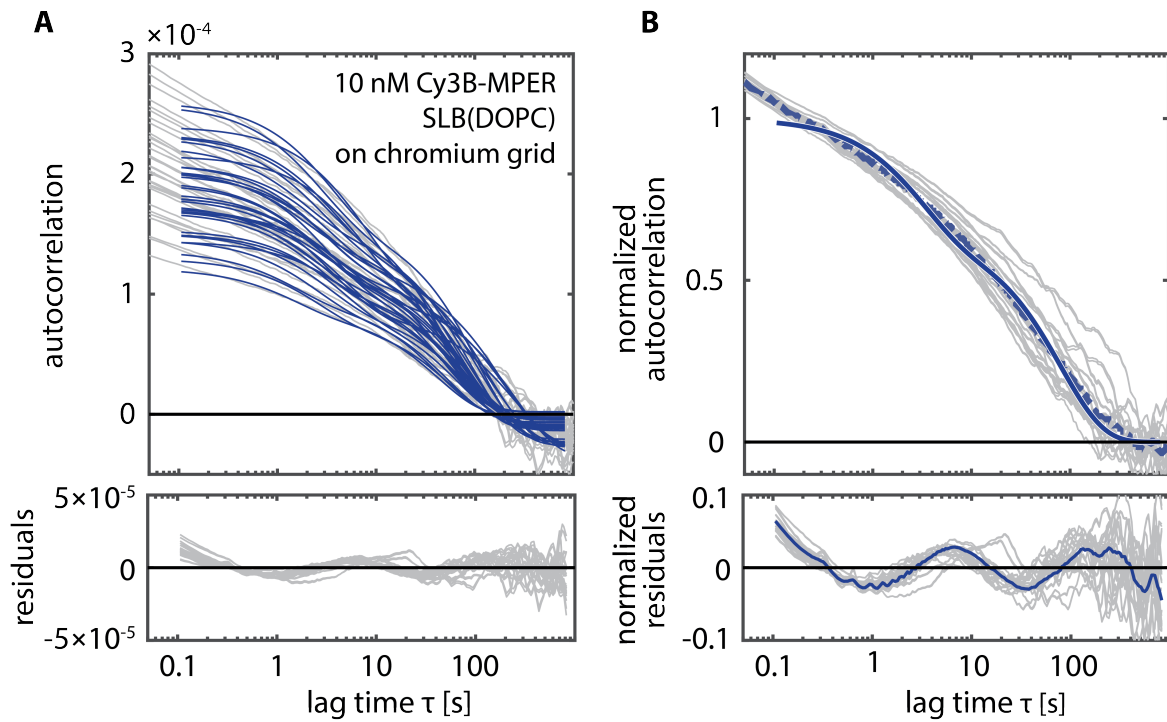 A
×10⁻⁴
3
2
1
0
autocorrelation
10 nM Cy3B-MPER
SLB(DOPC)
on chromium grid
5×10⁻⁵
0
-5×10⁻⁵
residuals
0.1
1
10
100
lag time τ [s]
B
1
0.5
0
normalized
autocorrelation
0.1
0
-0.1
normalized
residuals
0.1
1
10
100
lag time τ [s]